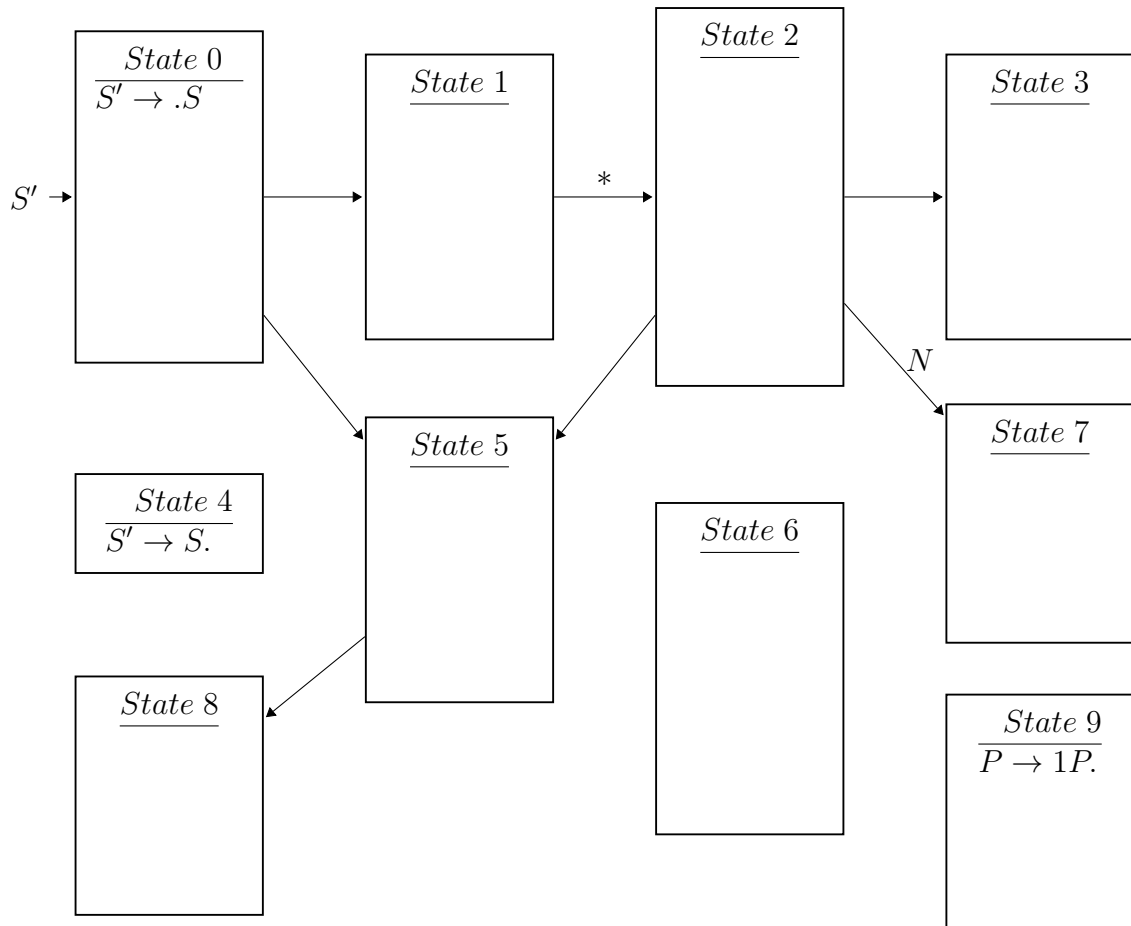 State 0
S′ → .S
State 1
State 2
State 3
S′
*
N
State 4
S′ → S.
State 5
State 6
State 7
State 8
State 9
P → 1P.